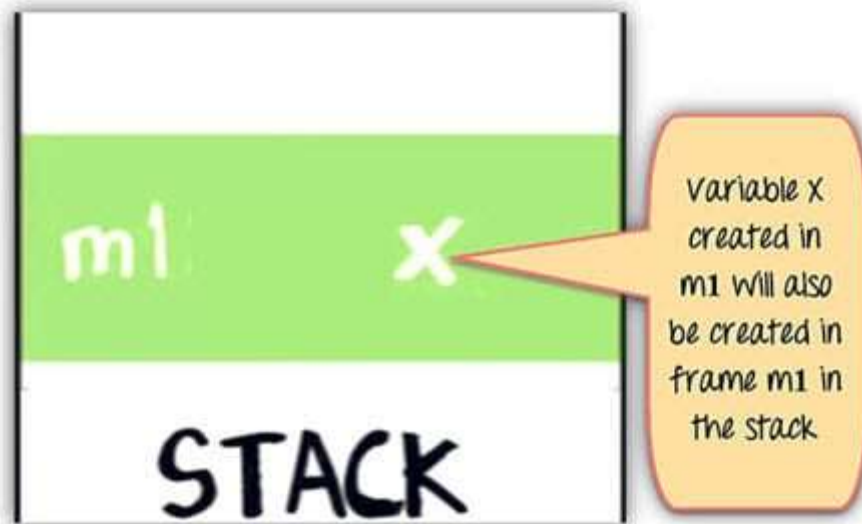 m1 X
Variable X
created in
m1 will also
be created in
frame m1 in
the stack
STACK